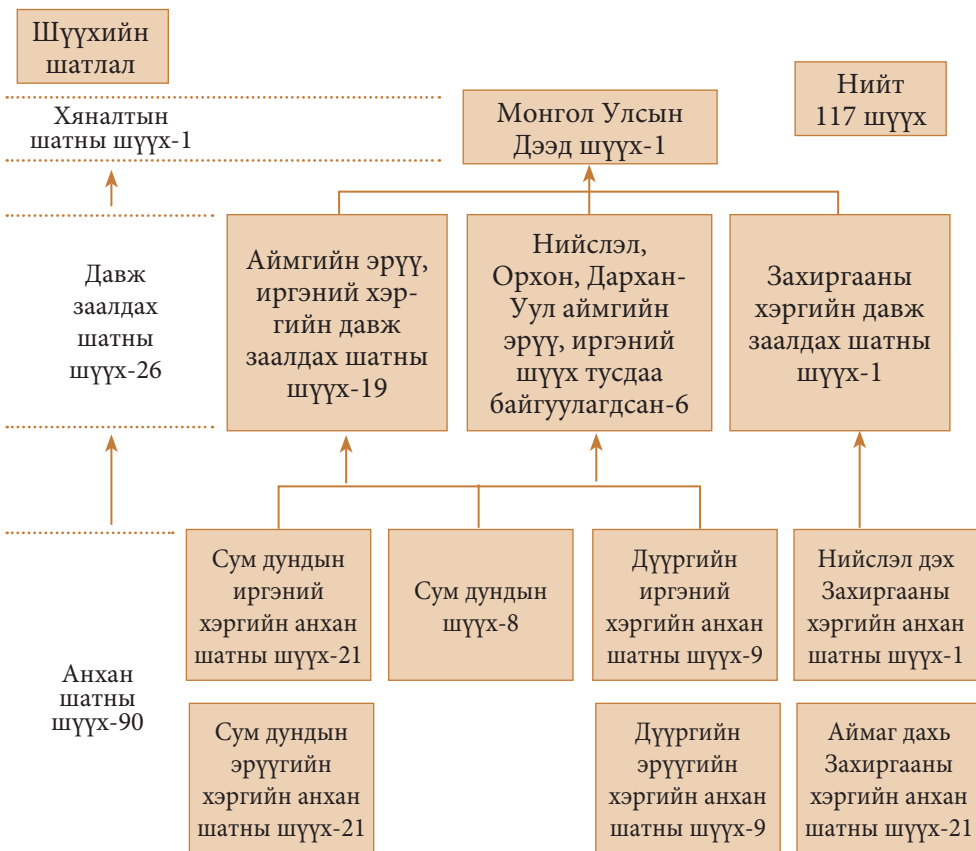 Шүүхийн
шатлал
Хяналтын
шатны шүүх-1
Монгол Улсын
Дээд шүүх-1
Нийт
117 шүүх
Давж
заалдах
шатны
шүүх-26
Аймгийн эрүү,
иргэний хэр-
гийн давж
заалдах шатны
шүүх-19
Нийслэл,
Орхон, Дархан-
Уул аймгийн
эрүү, иргэний
шүүх тусдаа
байгуулагдсан-6
Захиргааны
хэргийн давж
заалдах шатны
шүүх-1
Анхан
шатны
шүүх-90
Сум дундын
иргэний
хэргийн анхан
шатны шүүх-21
Сум дундын
шүүх-8
Дүүргийн
иргэний
хэргийн анхан
шатны шүүх-9
Нийслэл дэх
Захиргааны
хэргийн анхан
шатны шүүх-1
Сум дундын
эрүүгийн
хэргийн анхан
шатны шүүх-21
Дүүргийн
эрүүгийн
хэргийн анхан
шатны шүүх-9
Аймаг дахь
Захиргааны
хэргийн анхан
шатны шүүх-21